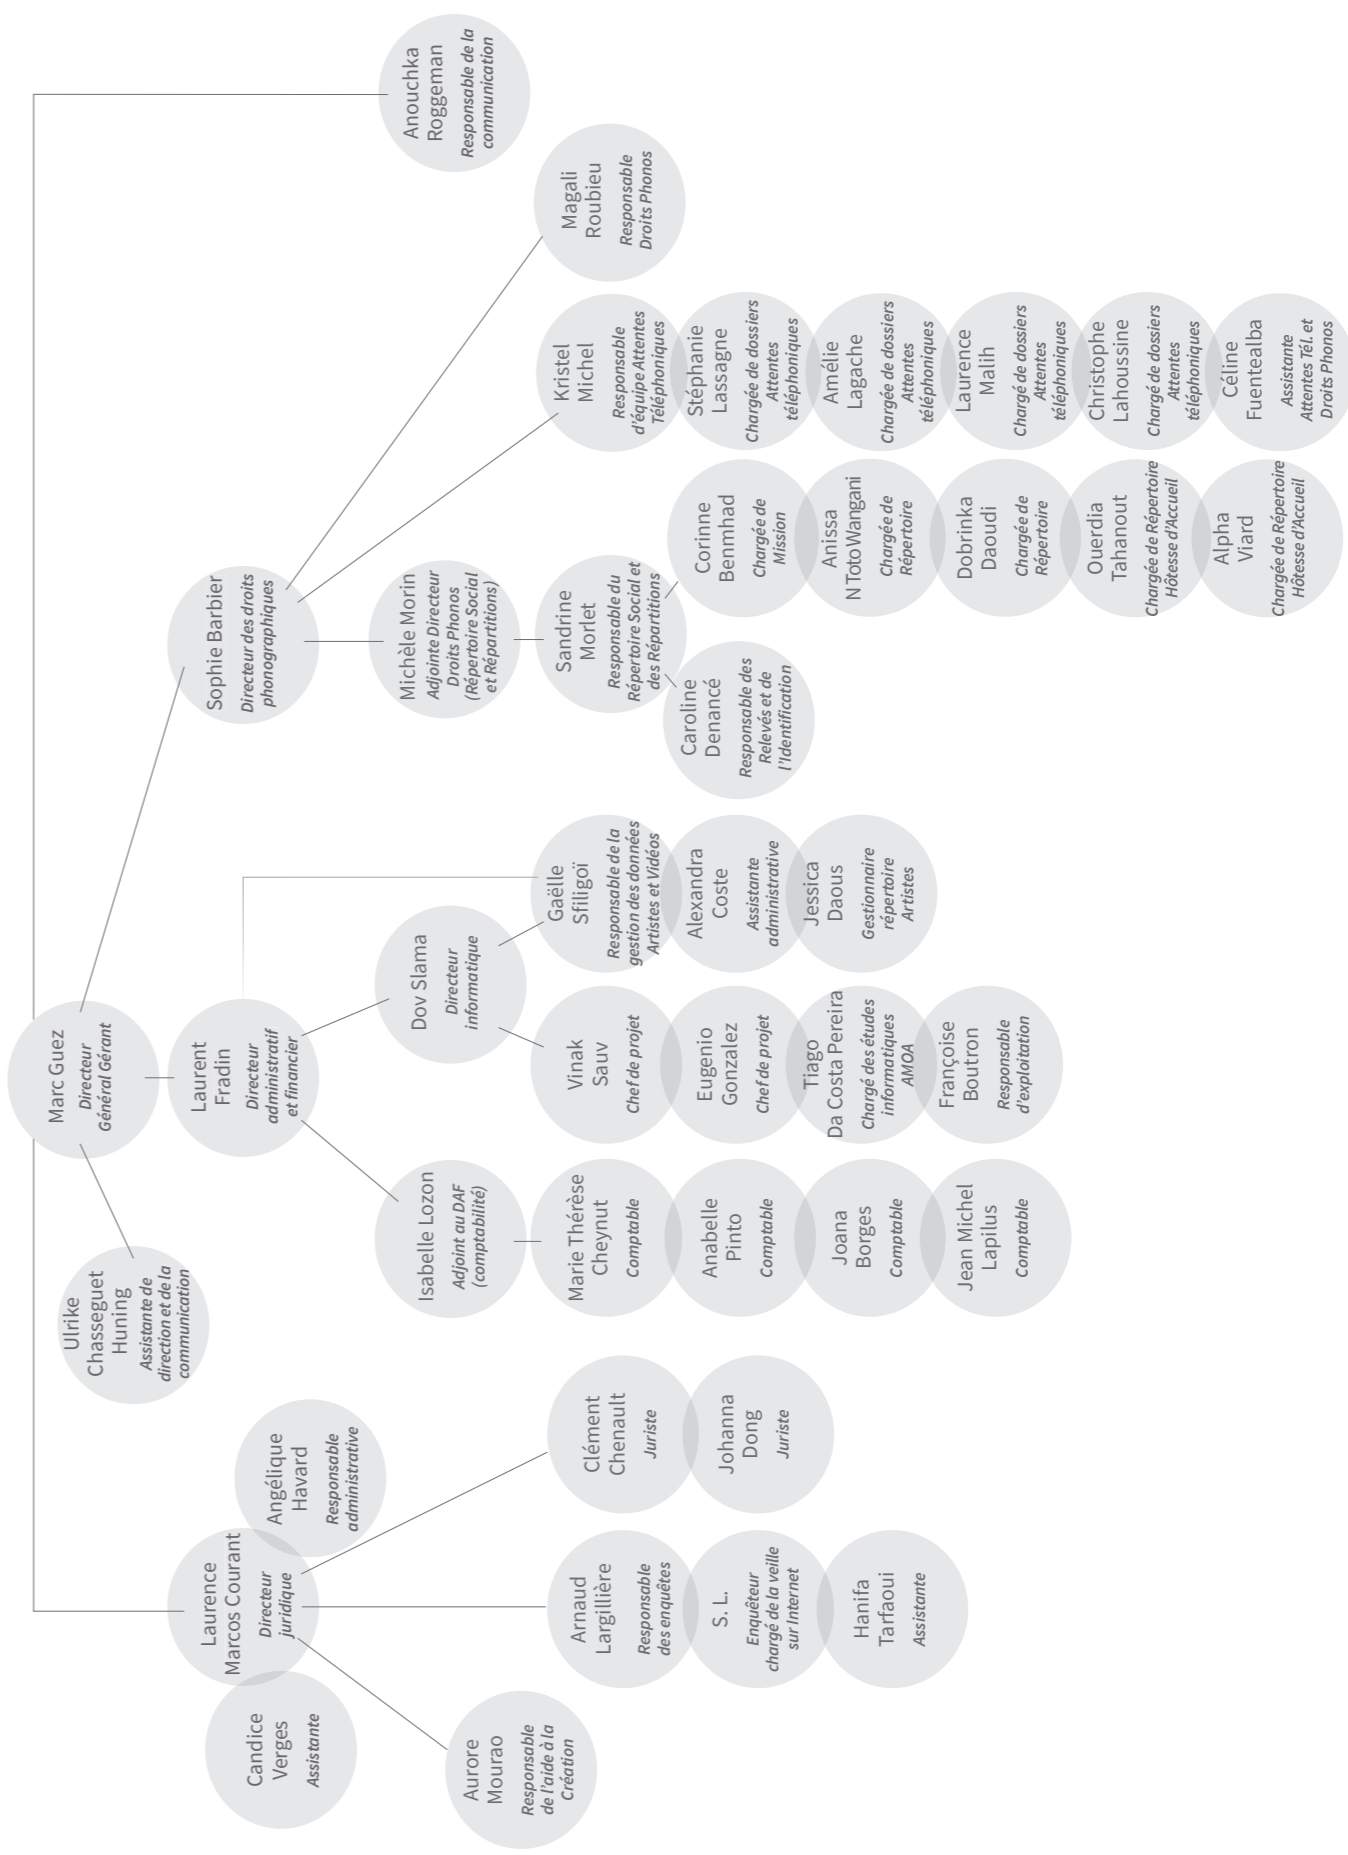 Marc Guez
Directeur
Général Gérant
Ulrike
Chasseguet
Huning
Assistante de
direction et de la
communication
Laurence
Marcos Courant
Directeur
juridique
Candice
Verges
Assistante
Angélique
Havard
Responsable
administrative
Aurore
Mourao
Responsable
de l'aide à la
Création
Arnaud
Largillière
Responsable
des enquêtes
S. L.
Enquêteur
chargé de la veille
sur Internet
Hanifa
Tarfaoui
Assistante
Clément
Chenault
Juriste
Johanna
Dong
Juriste
Laurent
Fradin
Directeur
administratif
et financier
Isabelle Lozon
Adjoint au DAF
(comptabilité)
Marie Thérèse
Cheynut
Comptable
Anabelle
Pinto
Comptable
Joana
Borges
Comptable
Jean Michel
Lapilus
Comptable
Dov Slama
Directeur
informatique
Vinak
Sauv
Chef de projet
Eugenio
Gonzalez
Chef de projet
Tiago
Da Costa Pereira
Chargé des études
informatiques
AMOA
Françoise
Boutron
Responsable
d'exploitation
Gaëlle
Sfiligoï
Responsable de la
gestion des données
Artistes et Vidéos
Alexandra
Coste
Assistante
administrative
Jessica
Daous
Gestionnaire
répertoire
Artistes
Sophie Barbier
Directeur des droits
phonographiques
Michèle Morin
Adjointe Directeur
Droits Phonos
(Répertoire Social
et Répartitions)
Sandrine
Morlet
Responsable du
Répertoire Social et
des Répartitions
Caroline
Denancé
Responsable des
Relevés et de
l'Identification
Corinne
Benmhad
Chargée de
Mission
Anissa
N Toto Wangani
Chargée de
Répertoire
Dobrinka
Daoudi
Chargée de
Répertoire
Ouerdia
Tahanout
Chargée de Répertoire
Hôtesse d'Accueil
Alpha
Viard
Chargée de Répertoire
Hôtesse d'Accueil
Kristel
Michel
Responsable
d'équipe Attentes
Téléphoniques
Stéphanie
Lassagne
Chargée de dossiers
Attentes
téléphoniques
Amélie
Lagache
Chargée de dossiers
Attentes
téléphoniques
Laurence
Malih
Chargé de dossiers
Attentes
téléphoniques
Christophe
Lahoussine
Chargé de dossiers
Attentes
téléphoniques
Céline
Fuentealba
Assistante
Attentes Tél. et
Droits Phonos
Magali
Roubieu
Responsable
Droits Phonos
Anouchka
Roggeman
Responsable de la
communication